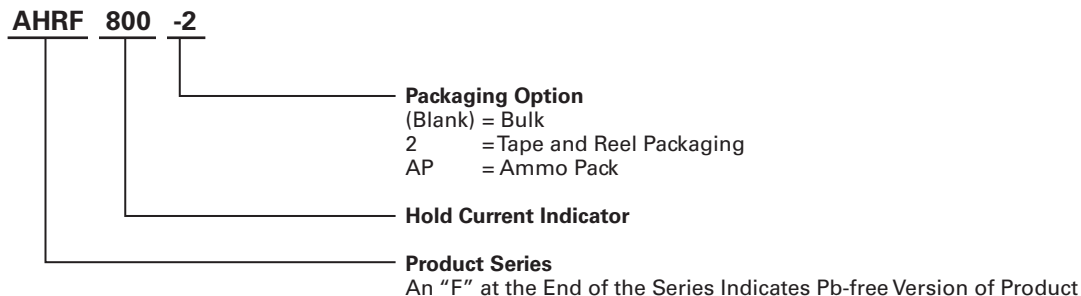 AHRF 800 -2
Packaging Option
(Blank) = Bulk
2 = Tape and Reel Packaging
AP = Ammo Pack
Hold Current Indicator
Product Series
An “F” at the End of the Series Indicates Pb-free Version of Product